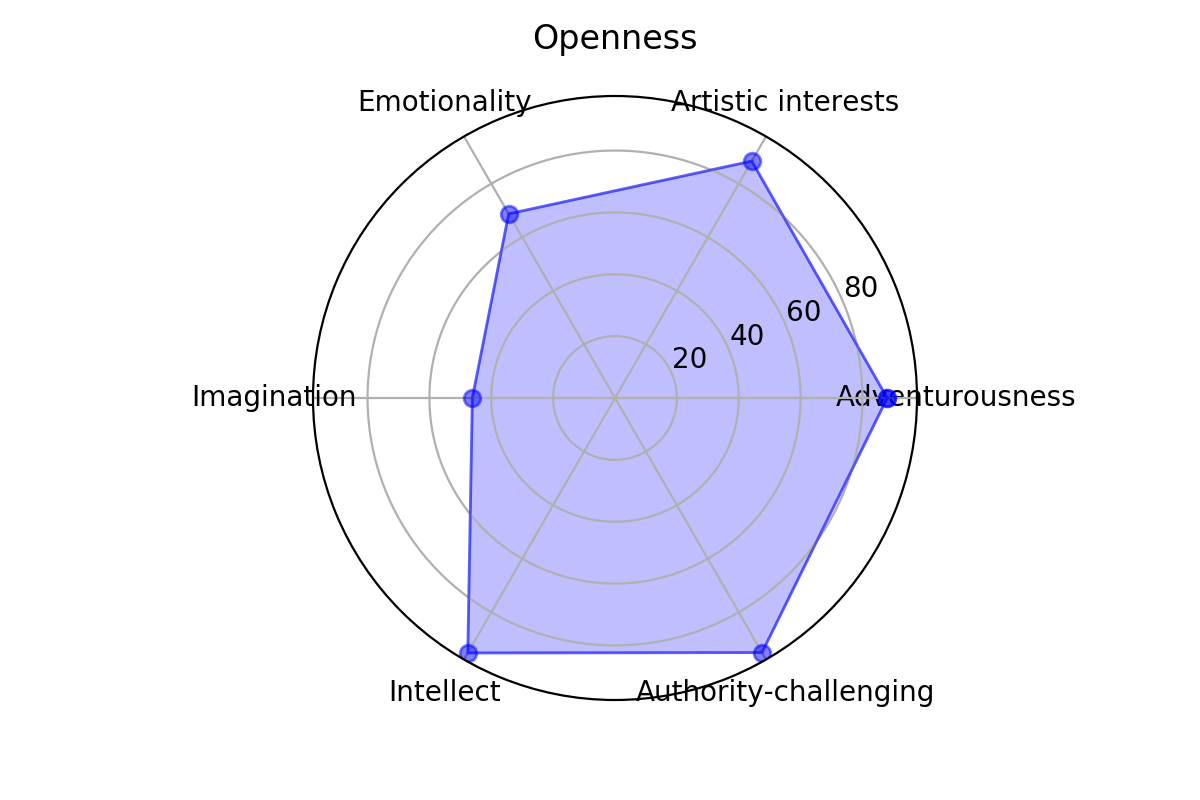 Openness
Emotionality
Artistic interests
80
60
40
20
Imagination
Adventurousness
Intellect
Authority-challenging